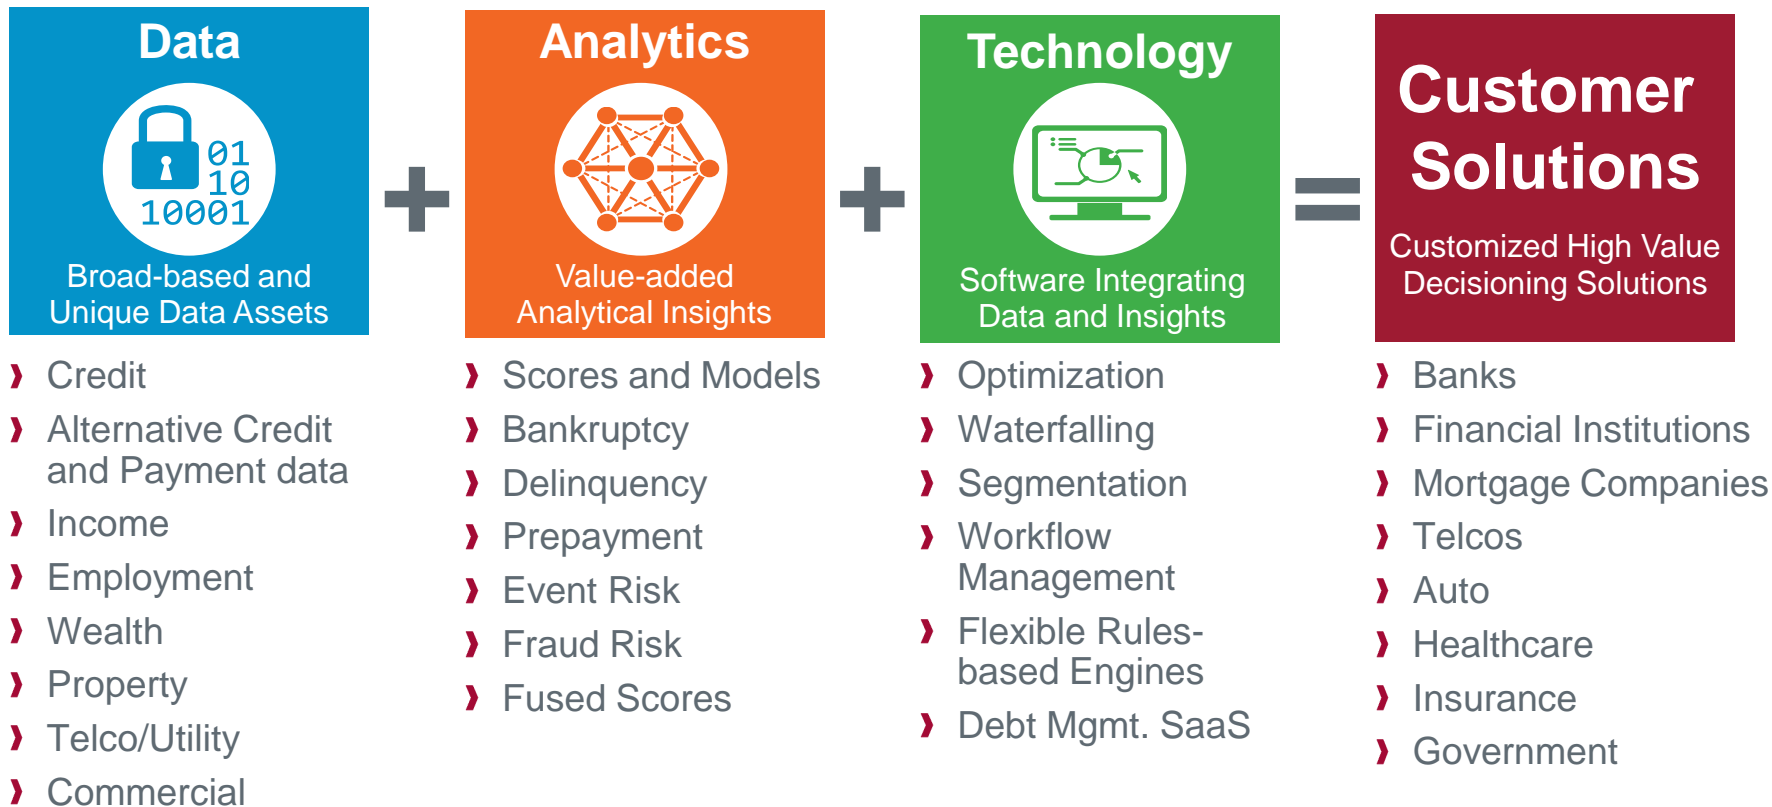 Data
01
10
10001
Broad-based and
Unique Data Assets
Credit
Alternative Credit
and Payment data
Income
Employment
Wealth
Property
Telco/Utility
Commercial
Analytics
Value-added
Analytical Insights
Scores and Models
Bankruptcy
Delinquency
Prepayment
Event Risk
Fraud Risk
Fused Scores
Technology
Software Integrating
Data and Insights
Optimization
Waterfalling
Segmentation
Workflow
Management
Flexible Rules-
based Engines
Debt Mgmt. SaaS
Customer
Solutions
Customized High Value
Decisioning Solutions
Banks
Financial Institutions
Mortgage Companies
Telcos
Auto
Healthcare
Insurance
Government